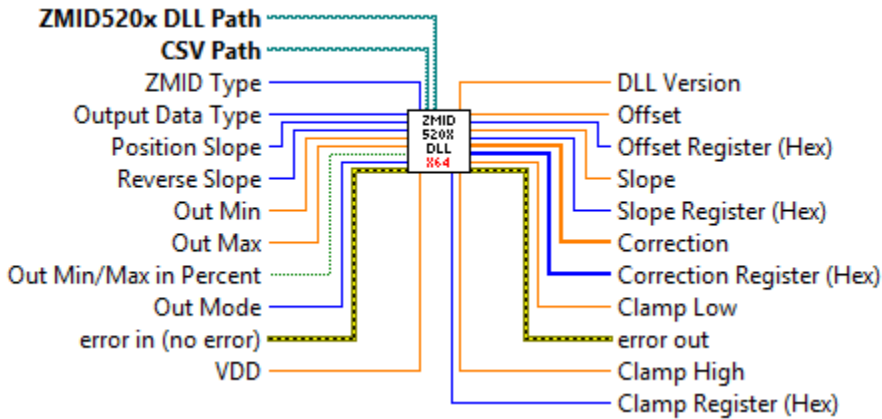 ZMID520x DLL Path
CSV Path
ZMID Type
Output Data Type
Position Slope
Reverse Slope
Out Min
Out Max
Out Min/Max in Percent
Out Mode
error in (no error)
VDD
ZMID
520X
DLL
X64
DLL Version
Offset
Offset Register (Hex)
Slope
Slope Register (Hex)
Correction
Correction Register (Hex)
Clamp Low
error out
Clamp High
Clamp Register (Hex)